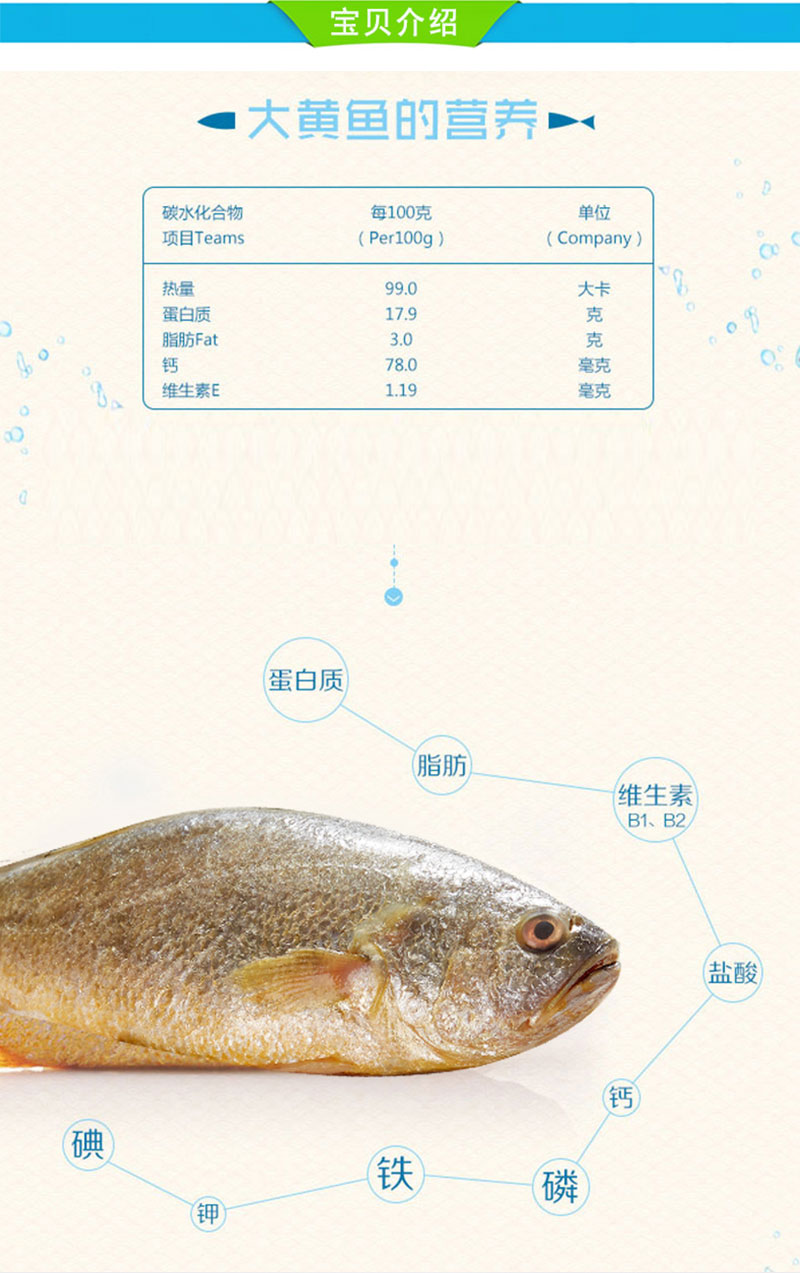 宝贝介绍
大黄鱼的营养
碳水化合物 每100克 单位
项目Teams （Per100g） （Company）
热量 99.0 大卡
蛋白质 17.9 克
脂肪Fat 3.0 克
钙 78.0 毫克
维生素E 1.19 毫克
蛋白质
脂肪
维生素
B1、B2
盐酸
钙
碘
铁
磷
钾